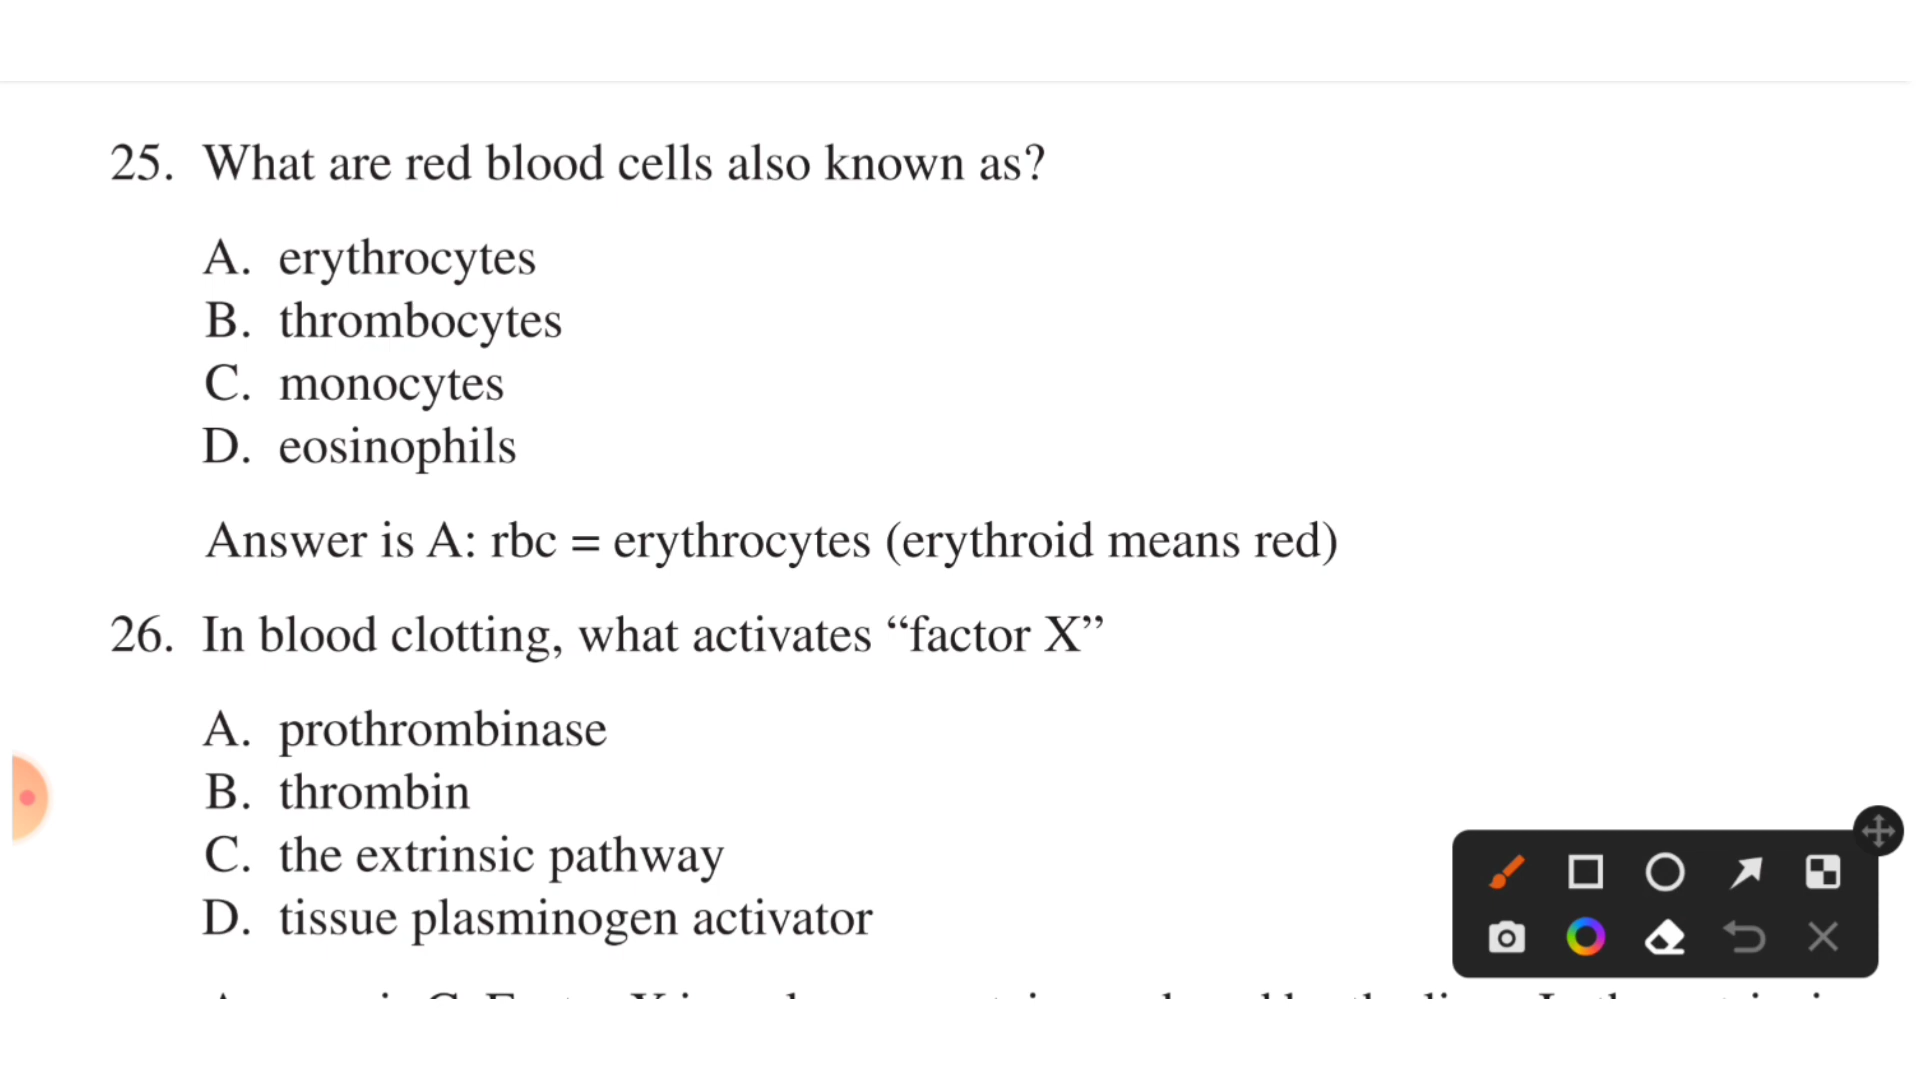 25. What are red blood cells also known as?
A. erythrocytes
B. thrombocytes
C. monocytes
D. eosinophils
Answer is A: rbc = erythrocytes (erythroid means red)
26. In blood clotting, what activates “factor X”
A. prothrombinase
B. thrombin
C. the extrinsic pathway
D. tissue plasminogen activator